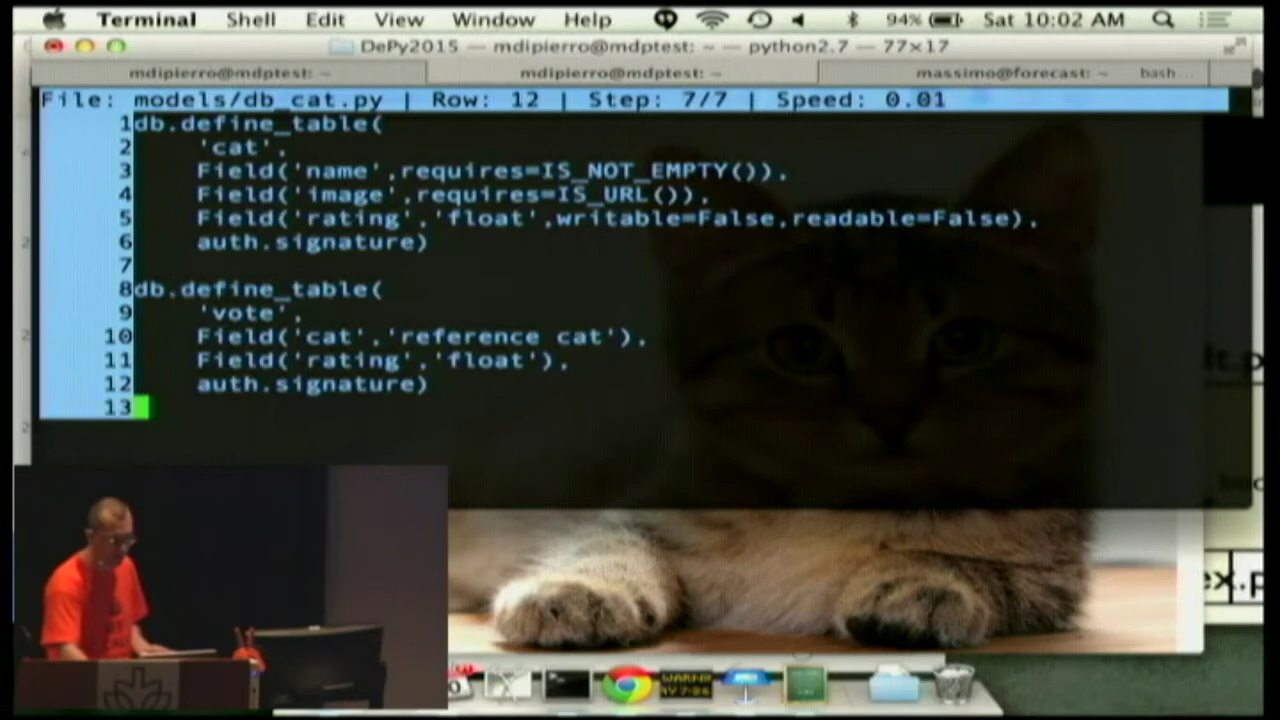 Terminal Shell Edit View Window Help 94% Sat 10:02 AM
DePy2015 — mdipierro@mdptest: ~ — python2.7 — 77×17
mdipierro@mdptest: ~ mdipierro@mdptest: ~ massimo@forecast: ~ bash...
File: models/db_cat.py | Row: 12 | Step: 7/7 | Speed: 0.01
1db.define_table(
2 'cat',
3 Field('name',requires=IS_NOT_EMPTY()),
4 Field('image',requires=IS_URL()),
5 Field('rating','float',writable=False,readable=False),
6 auth.signature)
7
8db.define_table(
9 'vote',
10 Field('cat','reference cat'),
11 Field('rating','float'),
12 auth.signature)
13